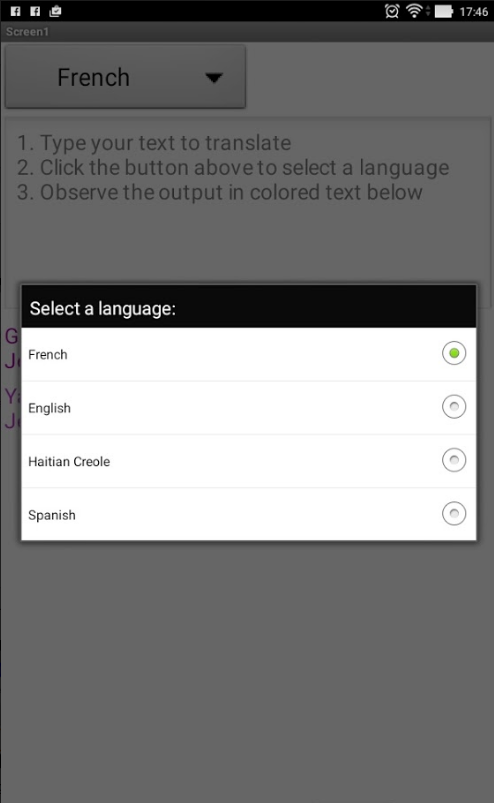 17:46
Screen1
French
1. Type your text to translate
2. Click the button above to select a language
3. Observe the output in colored text below
Select a language:
French
English
Haitian Creole
Spanish